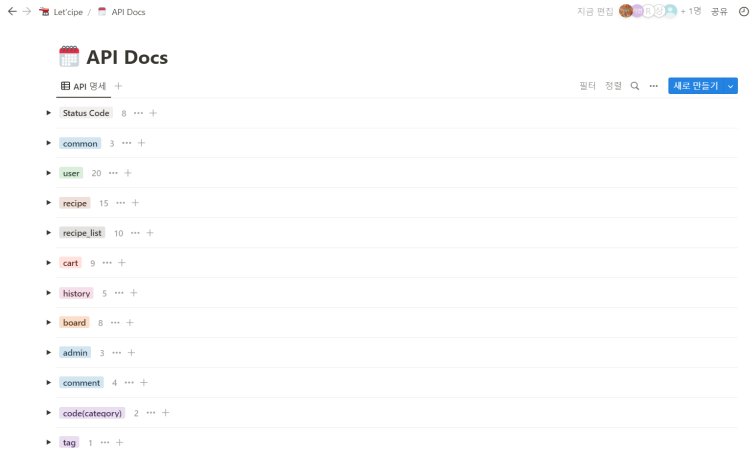 Let'cipe / API Docs
지금 편집 R 상 + 1명 공유
API Docs
API 명세
필터 정렬 새로 만들기
Status Code 8
common 3
user 20
recipe 15
recipe_list 10
cart 9
history 5
board 8
admin 3
comment 4
code(category) 2
tag 1